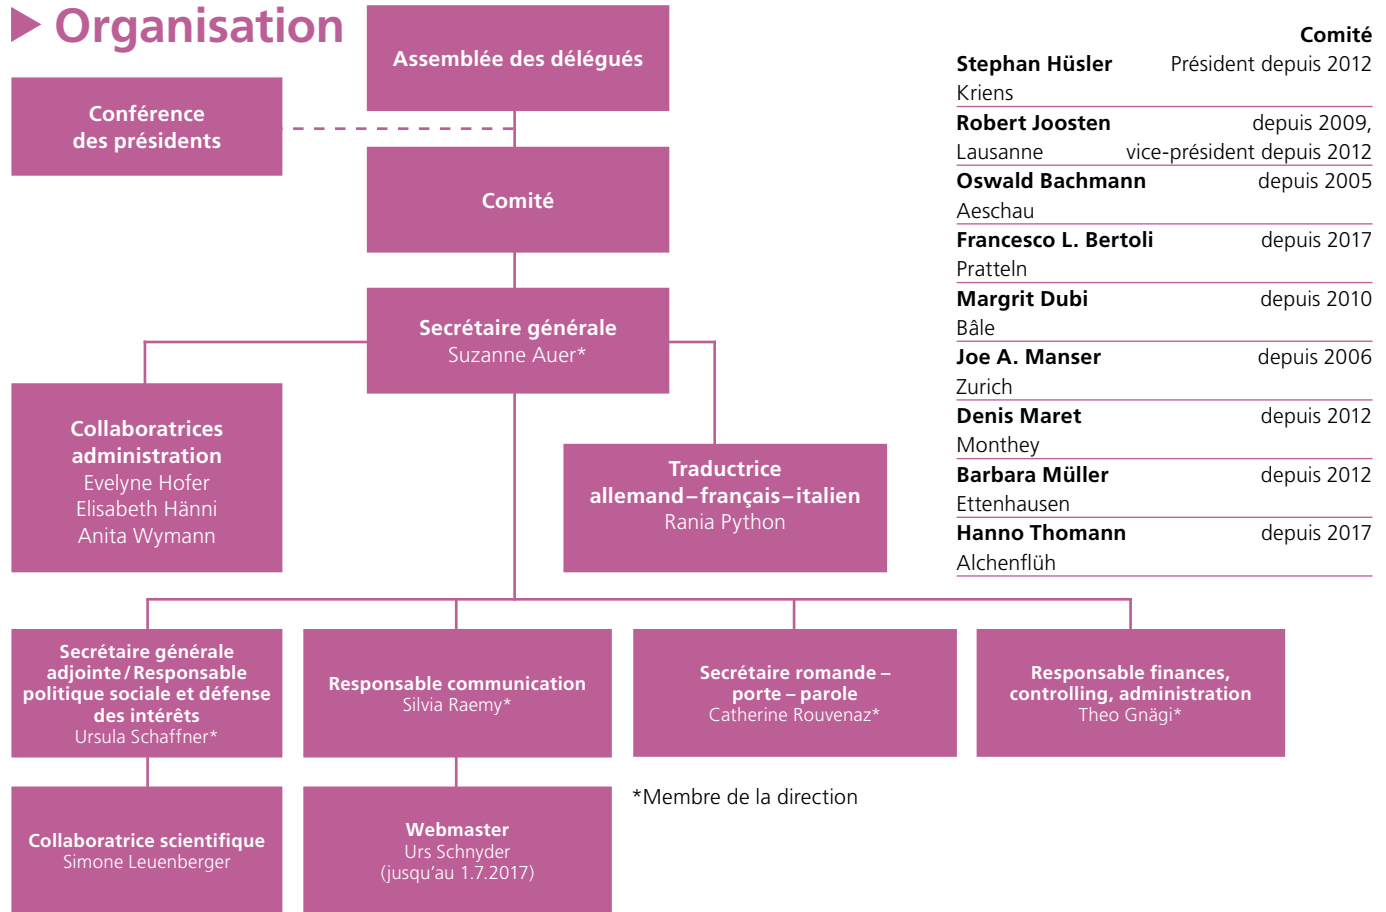 Organisation
Assemblée des délégués
Conférence
des présidents
Comité
Secrétaire générale
Suzanne Auer*
Collaboratrices
administration
Evelyne Hofer
Elisabeth Hänni
Anita Wymann
Traductrice
allemand–français–italien
Rania Python
Secrétaire générale
adjointe/Responsable
politique sociale et défense
des intérêts
Ursula Schaffner*
Responsable communication
Silvia Raemy*
Secrétaire romande –
porte – parole
Catherine Rouvenaz*
Responsable finances,
controlling, administration
Theo Gnägi*
Collaboratrice scientifique
Simone Leuenberger
Webmaster
Urs Schnyder
(jusqu'au 1.7.2017)
*Membre de la direction
Comité
Stephan Hüsler Président depuis 2012
Kriens
Robert Joosten depuis 2009,
Lausanne vice-président depuis 2012
Oswald Bachmann depuis 2005
Aeschau
Francesco L. Bertoli depuis 2017
Pratteln
Margrit Dubi depuis 2010
Bâle
Joe A. Manser depuis 2006
Zurich
Denis Maret depuis 2012
Monthey
Barbara Müller depuis 2012
Ettenhausen
Hanno Thomann depuis 2017
Alchenflüh